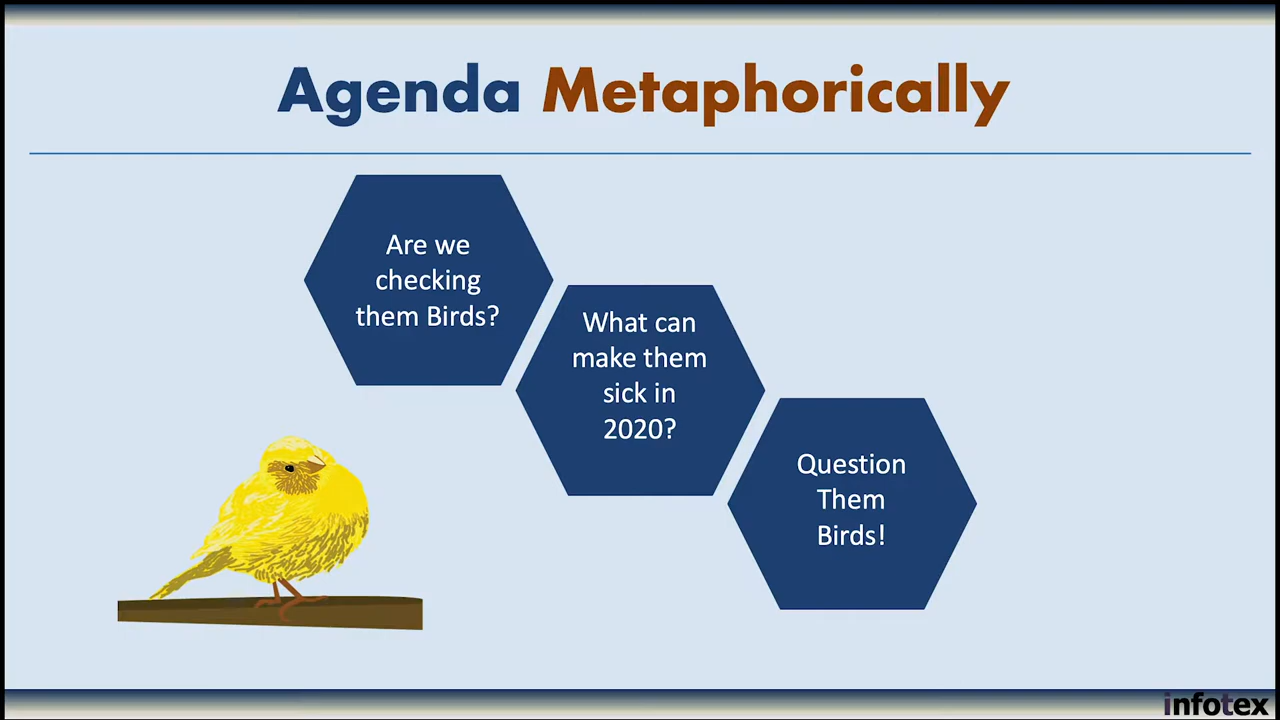 Agenda Metaphorically
Are we
checking
them Birds?
What can
make them
sick in
2020?
Question
Them
Birds!
infotex